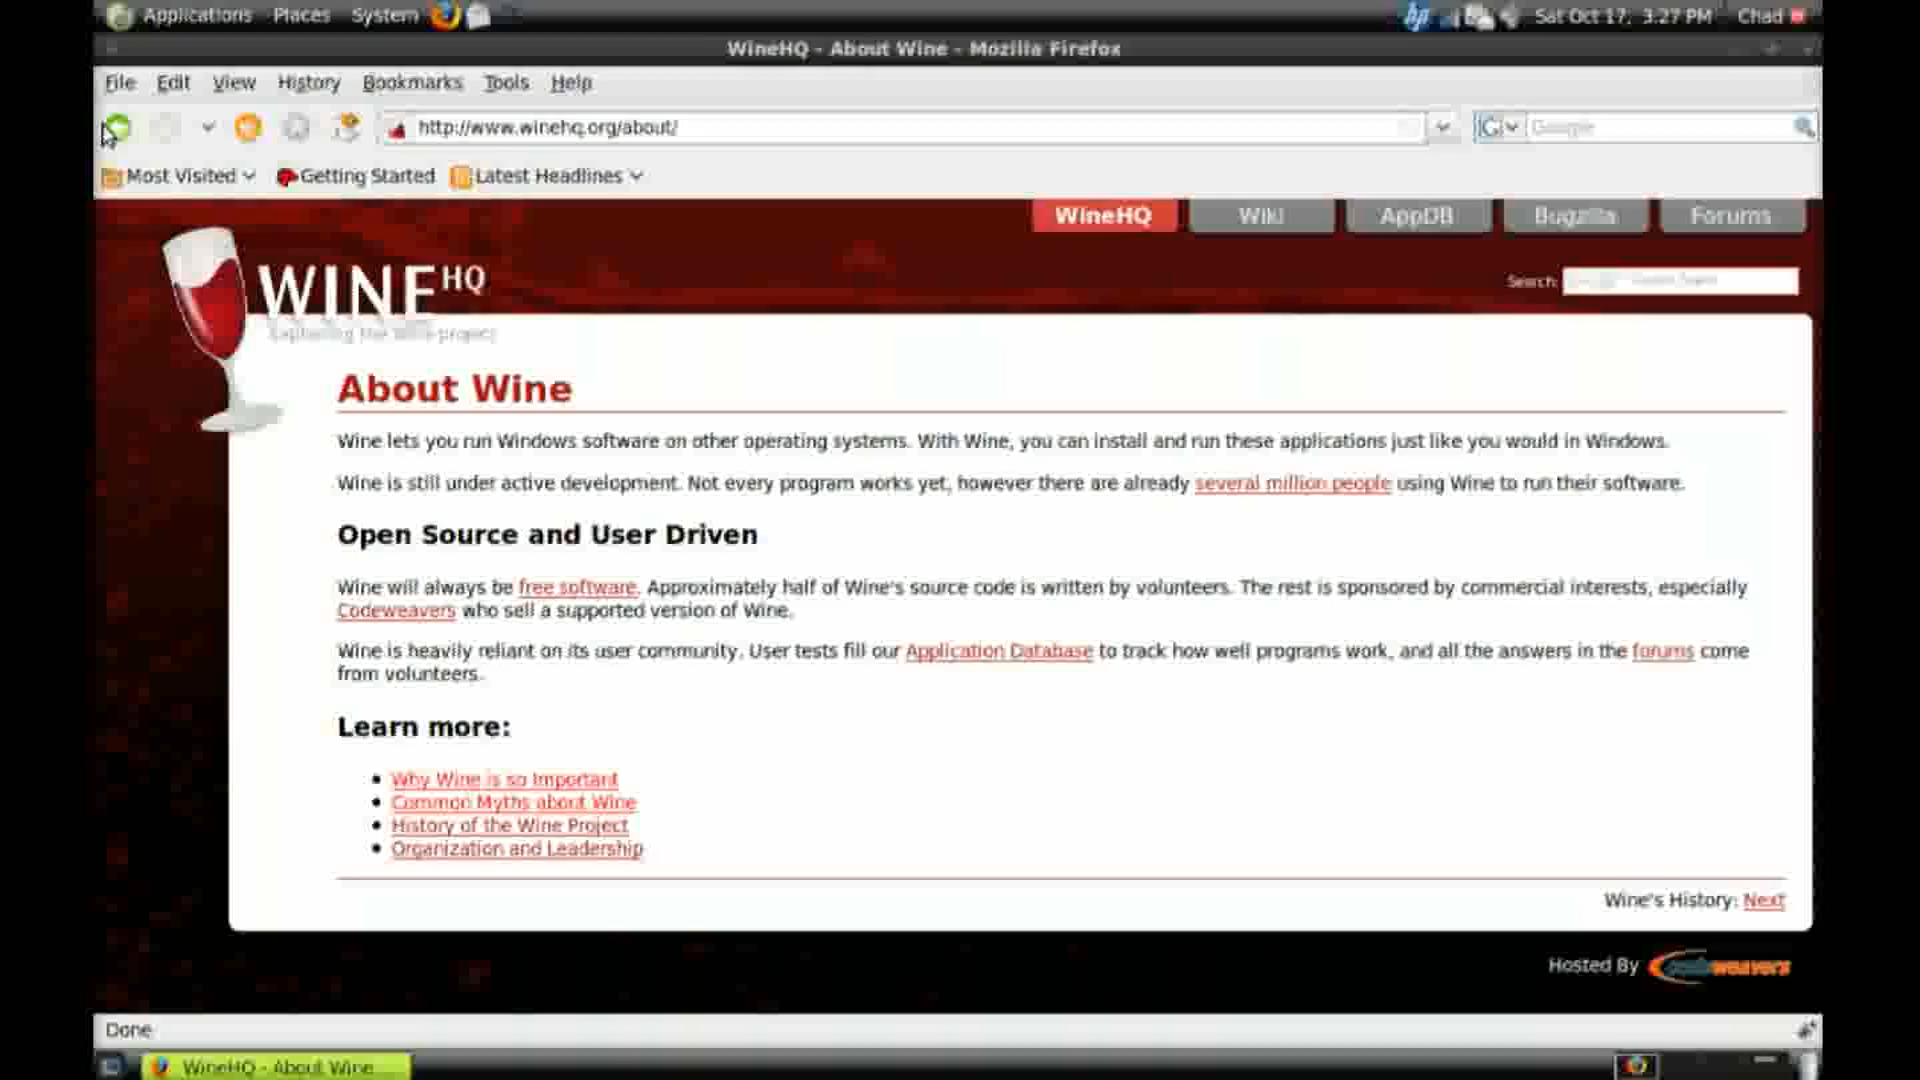 Applications Places System
hp Sat Oct 17, 3:27 PM Chad
WineHQ - About Wine - Mozilla Firefox
File Edit View History Bookmarks Tools Help
http://www.winehq.org/about/
G Google
Most Visited Getting Started Latest Headlines
WineHQ Wiki AppDB Bugzilla Forums
WINE HQ
Search:
About Wine
Wine lets you run Windows software on other operating systems. With Wine, you can install and run these applications just like you would in Windows.
Wine is still under active development. Not every program works yet, however there are already several million people using Wine to run their software.
Open Source and User Driven
Wine will always be free software. Approximately half of Wine's source code is written by volunteers. The rest is sponsored by commercial interests, especially
Codeweavers who sell a supported version of Wine.
Wine is heavily reliant on its user community. User tests fill our Application Database to track how well programs work, and all the answers in the forums come
from volunteers.
Learn more:
Why Wine is so Important
Common Myths about Wine
History of the Wine Project
Organization and Leadership
Wine's History: Next
Hosted By codeweavers
Done
WineHQ - About Wine